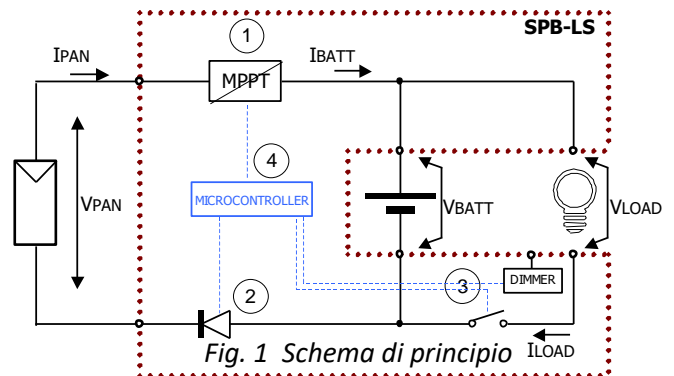 SPB-LS
1
IPAN
IBATT
MPPT
4
VPAN
MICROCONTROLLER
VBATT
VLOAD
DIMMER
2
3
ILOAD
Fig. 1 Schema di principio